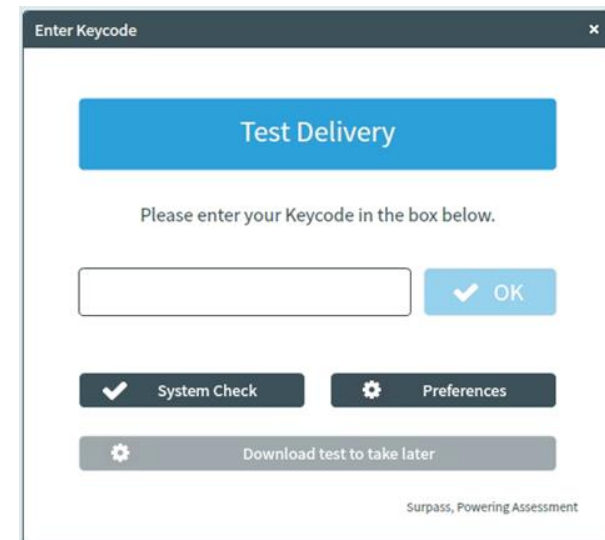 Enter Keycode ×
Test Delivery
Please enter your Keycode in the box below.
OK
System Check Preferences
Download test to take later
Surpass, Powering Assessment